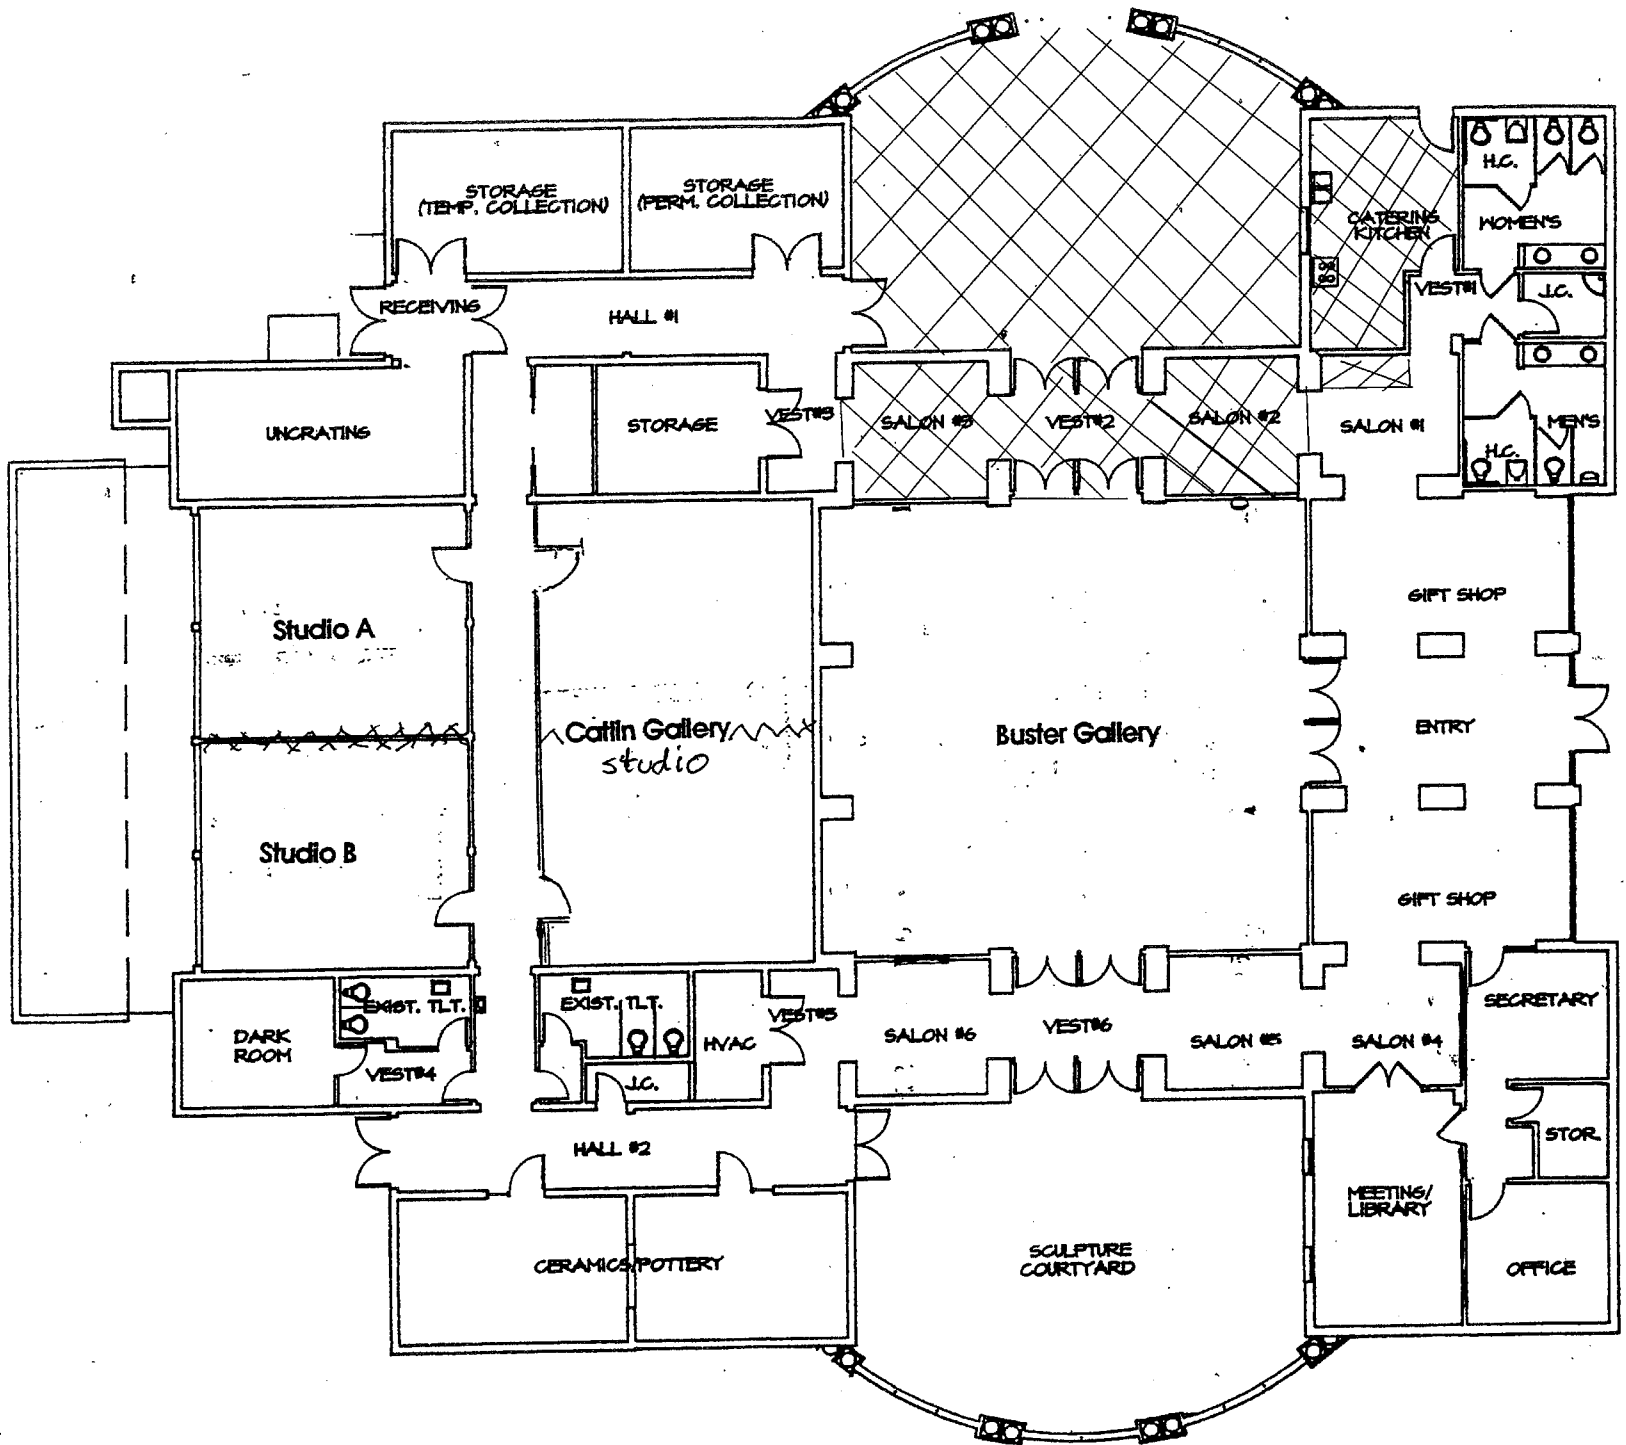 STORAGE
(TEMP. COLLECTION)
STORAGE
(PERM. COLLECTION)
H.C.
WOMEN'S
CATERING
KITCHEN
VEST#1
J.C.
RECEIVING
HALL #1
UNCRATING
STORAGE
VEST#3
SALON #3
VEST#2
SALON #2
SALON #1
MEN'S
H.C.
GIFT SHOP
Studio A
Catlin Gallery
studio
Buster Gallery
ENTRY
Studio B
GIFT SHOP
DARK
ROOM
EXIST. TLT.
VEST#4
EXIST. TLT.
J.C.
HVAC
VEST#5
SALON #6
VEST#6
SALON #5
SALON #4
SECRETARY
STOR.
HALL #2
MEETING/
LIBRARY
CERAMICS/POTTERY
SCULPTURE
COURTYARD
OFFICE